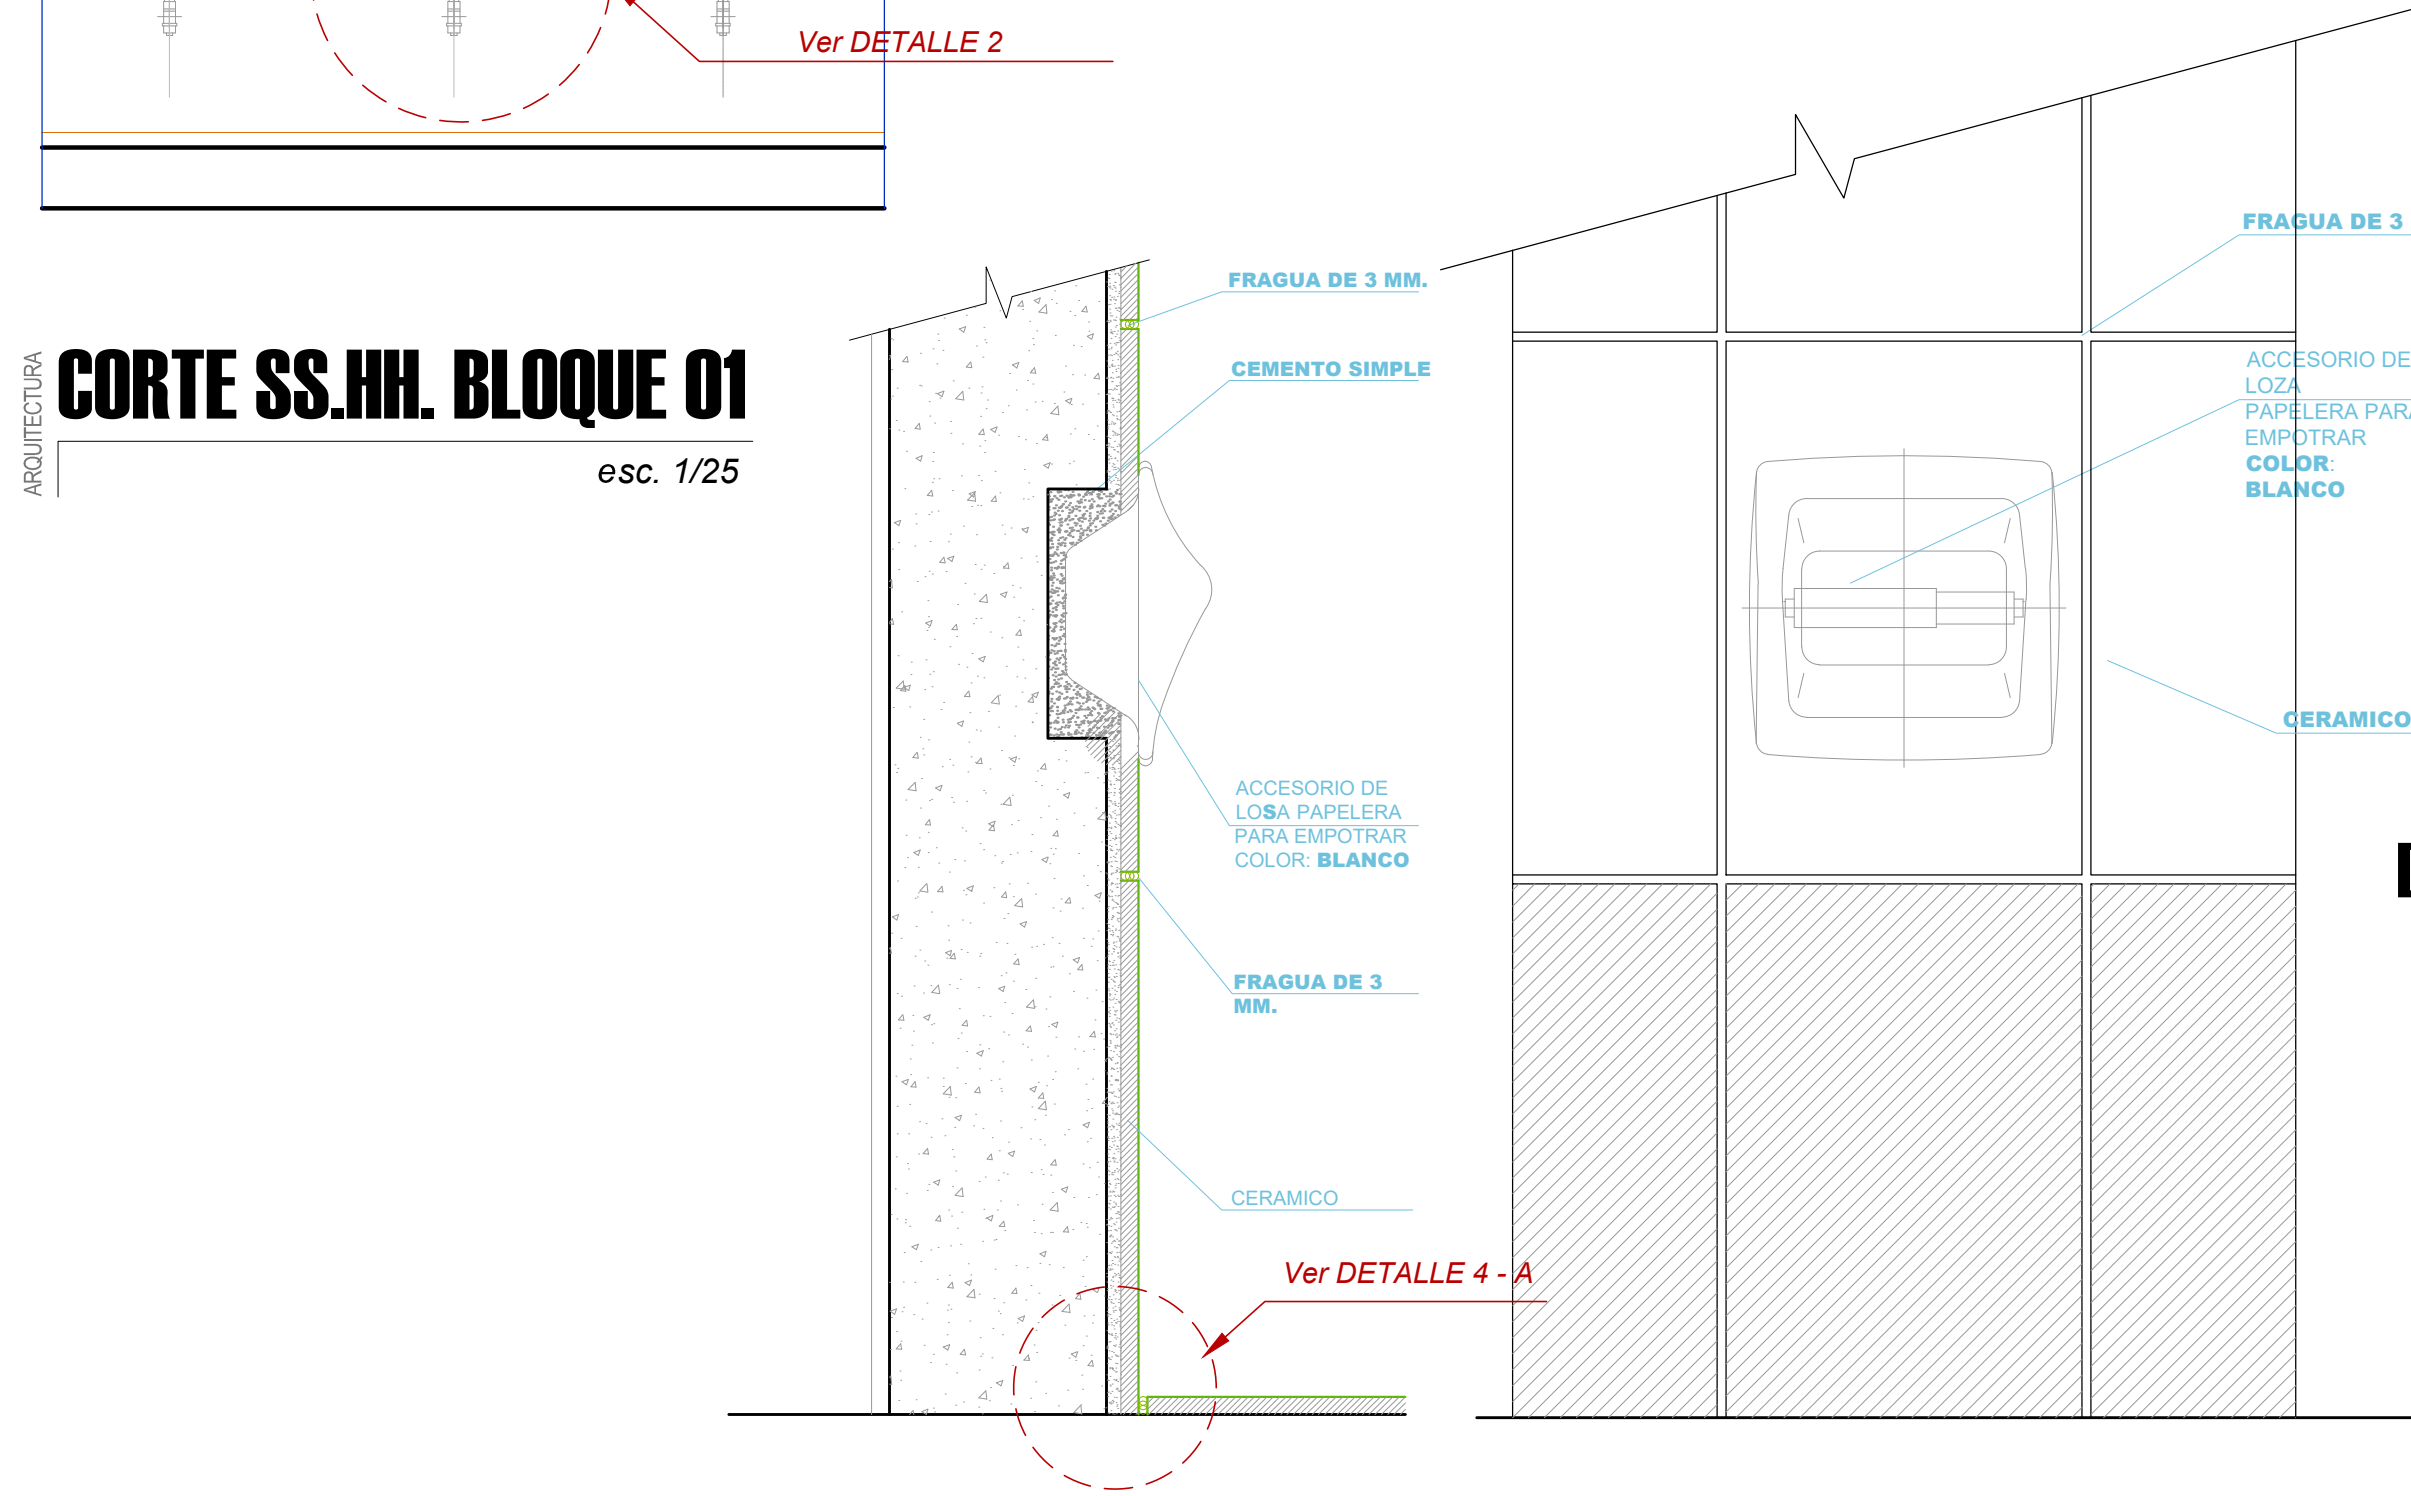 Ver DETALLE 2
ARQUITECTURA
CORTE SS.HH. BLOQUE 01
esc. 1/25
FRAGUA DE 3 MM.
CEMENTO SIMPLE
ACCESORIO DE
LOSA PAPELERA
PARA EMPOTRAR
COLOR: BLANCO
FRAGUA DE 3
MM.
CERAMICO
Ver DETALLE 4 - A
FRAGUA DE 3
ACCESORIO DE
LOZA
PAPELERA PARA
EMPOTRAR
COLOR:
BLANCO
CERAMICO